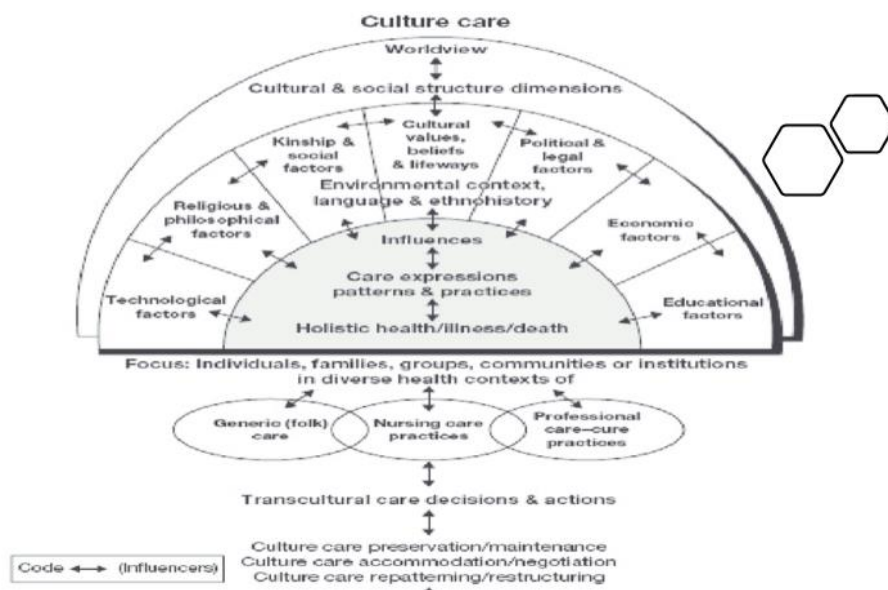 Culture care
Worldview
Cultural & social structure dimensions
Kinship &
social
factors
Cultural
values,
beliefs
& lifeways
Political &
legal
factors
Religious &
philosophical
factors
Environmental context,
language & ethnohistory
Economic
factors
Technological
factors
Influences
Care expressions
patterns & practices
Holistic health/illness/death
Educational
factors
Focus: Individuals, families, groups, communities or institutions
in diverse health contexts of
Generic (folk)
care
Nursing care
practices
Professional
care–cure
practices
Transcultural care decisions & actions
Culture care preservation/maintenance
Culture care accommodation/negotiation
Culture care repatterning/restructuring
Code ↔ (Influencers)